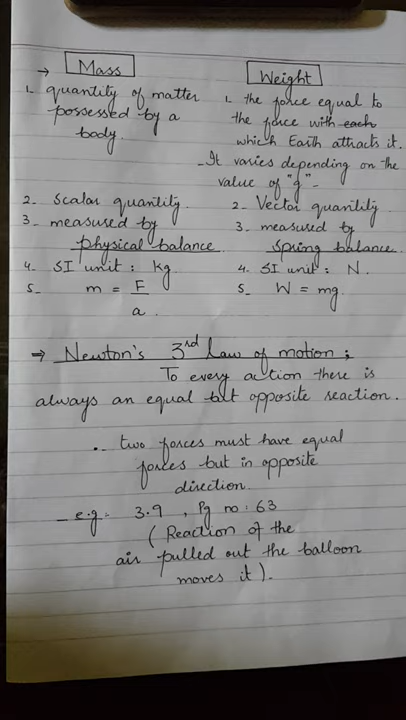 → Mass
1. quantity of matter
possessed by a
body.
Weight
1. the force equal to
the force with each
which Earth attracts it.
- It varies depending on the
value of "g" -
2. Scalar quantity.
2. Vector quantity.
3. measured by
physical balance
3. measured by
Spring balance.
4. SI unit : Kg
4. SI unit : N.
5. m = F/a.
5. W = mg.
→ Newton's 3rd Law of motion ;
To every action there is
always an equal but opposite reaction.
two forces must have equal
forces but in opposite
direction.
- e.g : 3.9 , Pg no : 63
( Reaction of the
air pulled out the balloon
moves it ).